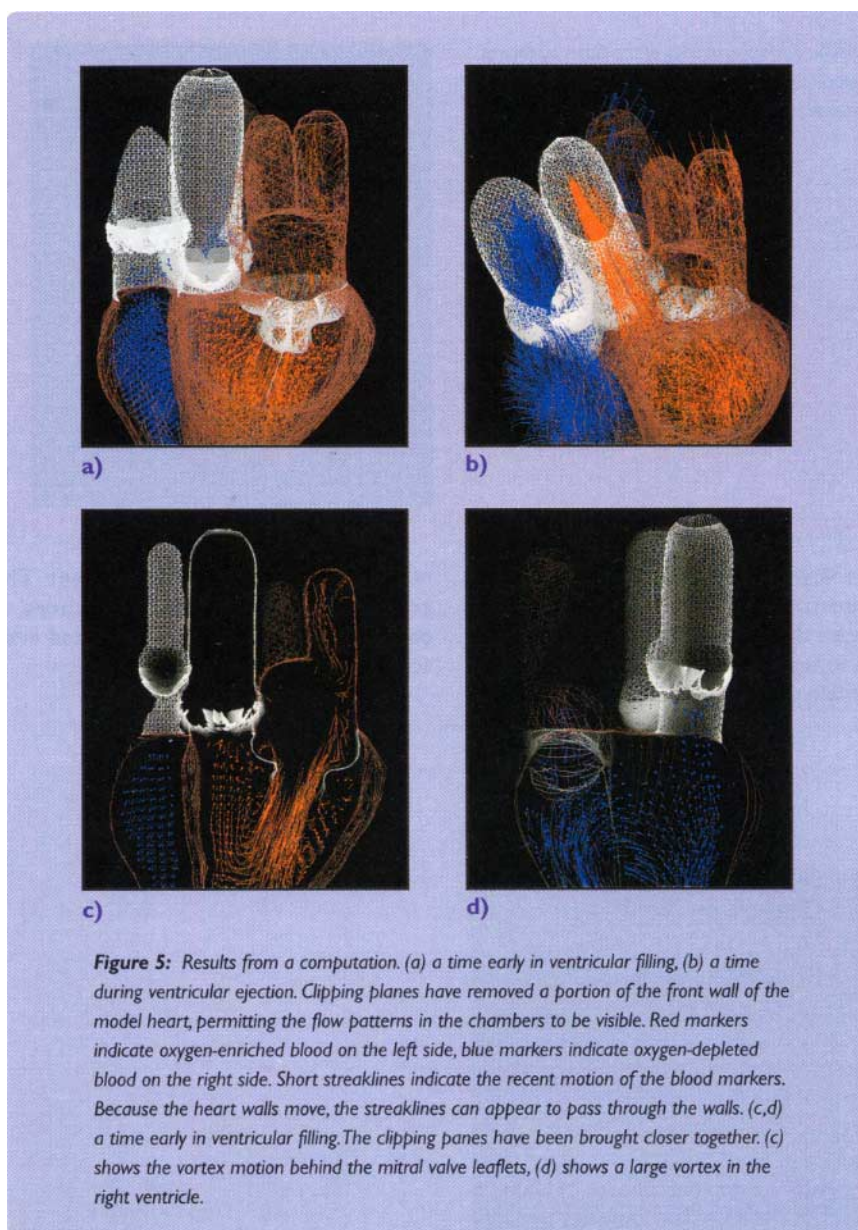 a)
b)
c)
d)
Figure 5: Results from a computation. (a) a time early in ventricular filling, (b) a time
during ventricular ejection. Clipping planes have removed a portion of the front wall of the
model heart, permitting the flow patterns in the chambers to be visible. Red markers
indicate oxygen-enriched blood on the left side, blue markers indicate oxygen-depleted
blood on the right side. Short streaklines indicate the recent motion of the blood markers.
Because the heart walls move, the streaklines can appear to pass through the walls. (c,d)
a time early in ventricular filling. The clipping panes have been brought closer together. (c)
shows the vortex motion behind the mitral valve leaflets, (d) shows a large vortex in the
right ventricle.